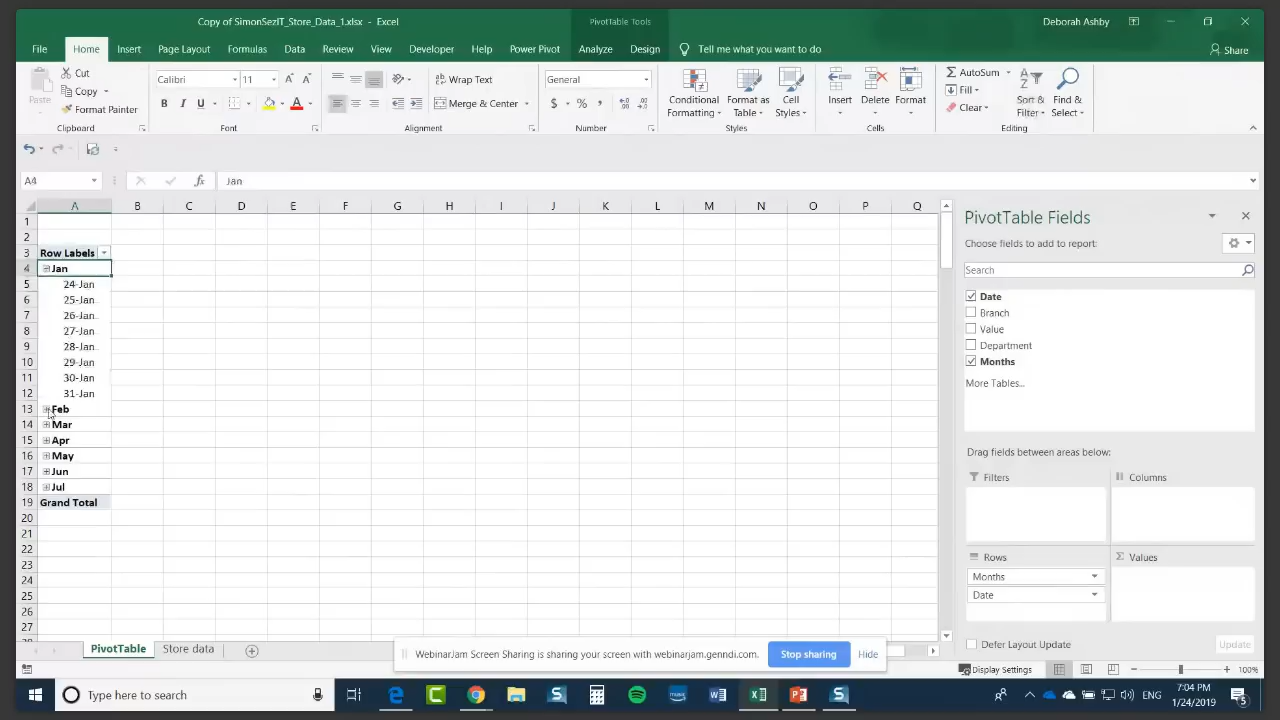 Copy of SimonSezIT_Store_Data_1.xlsx - Excel
PivotTable Tools
Deborah Ashby
File Home Insert Page Layout Formulas Data Review View Developer Help Power Pivot Analyze Design Tell me what you want to do Share
Paste
Cut
Copy
Format Painter
Calibri 11
B I U
Wrap Text
Merge & Center
General
$ % ,
Conditional Formatting
Format as Table
Cell Styles
Insert
Delete
Format
AutoSum
Fill
Clear
Sort & Filter
Find & Select
Clipboard Font Alignment Number Styles Cells Editing
A4 fx Jan
A B C D E F G H I J K L M N O P Q
1
2
3 Row Labels
4 Jan
5 24-Jan
6 25-Jan
7 26-Jan
8 27-Jan
9 28-Jan
10 29-Jan
11 30-Jan
12 31-Jan
13 Feb
14 Mar
15 Apr
16 May
17 Jun
18 Jul
19 Grand Total
20
21
22
23
24
25
26
27
PivotTable Fields
Choose fields to add to report:
Search
Date
Branch
Value
Department
Months
More Tables...
Drag fields between areas below:
Filters
Columns
Rows
Σ Values
Months
Date
Defer Layout Update
Update
PivotTable Store data
WebinarJam Screen Sharing is sharing your screen with webinarjam.genndi.com.
Stop sharing
Hide
Display Settings
100%
Type here to search
ENG
7:04 PM
1/24/2019
5